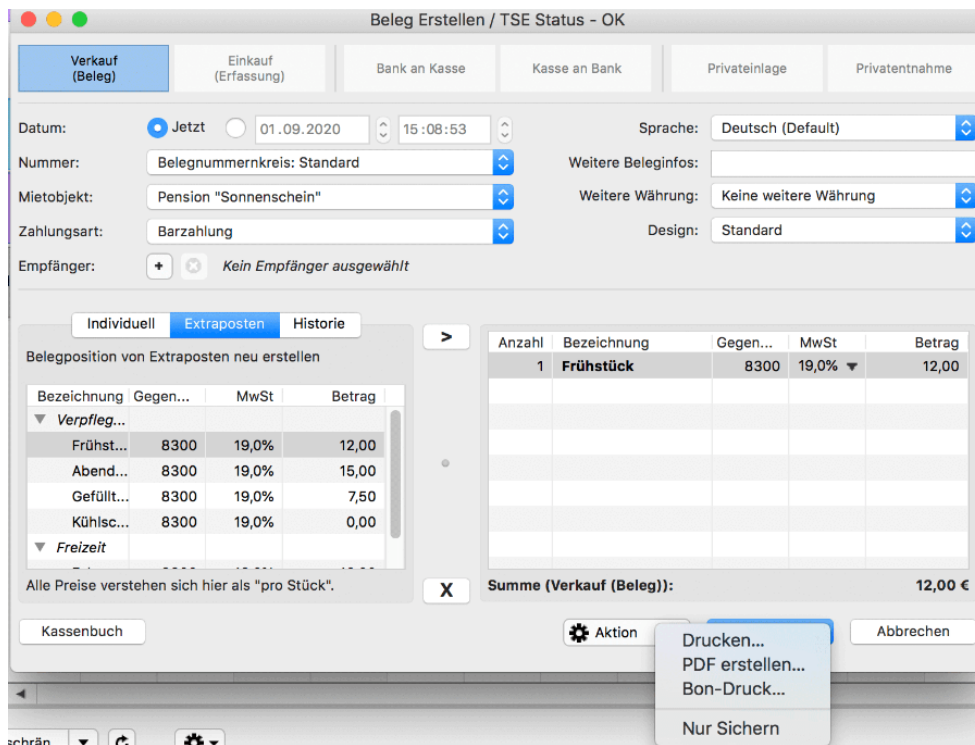 Beleg Erstellen / TSE Status - OK
Verkauf (Beleg)
Einkauf (Erfassung)
Bank an Kasse
Kasse an Bank
Privateinlage
Privatentnahme
Datum: Jetzt 01.09.2020 15:08:53 Sprache: Deutsch (Default)
Nummer: Belegnummernkreis: Standard Weitere Beleginfos:
Mietobjekt: Pension "Sonnenschein" Weitere Währung: Keine weitere Währung
Zahlungsart: Barzahlung Design: Standard
Empfänger: + Kein Empfänger ausgewählt
Individuell Extraposten Historie
Belegposition von Extraposten neu erstellen
Bezeichnung Gegen... MwSt Betrag
Verpfleg...
Frühst... 8300 19,0% 12,00
Abend... 8300 19,0% 15,00
Gefüllt... 8300 19,0% 7,50
Kühlsc... 8300 19,0% 0,00
Freizeit
Alle Preise verstehen sich hier als "pro Stück".
>
X
Anzahl Bezeichnung Gegen... MwSt Betrag
1 Frühstück 8300 19,0% 12,00
Summe (Verkauf (Beleg)): 12,00 €
Kassenbuch
Aktion
Abbrechen
Drucken...
PDF erstellen...
Bon-Druck...
Nur Sichern